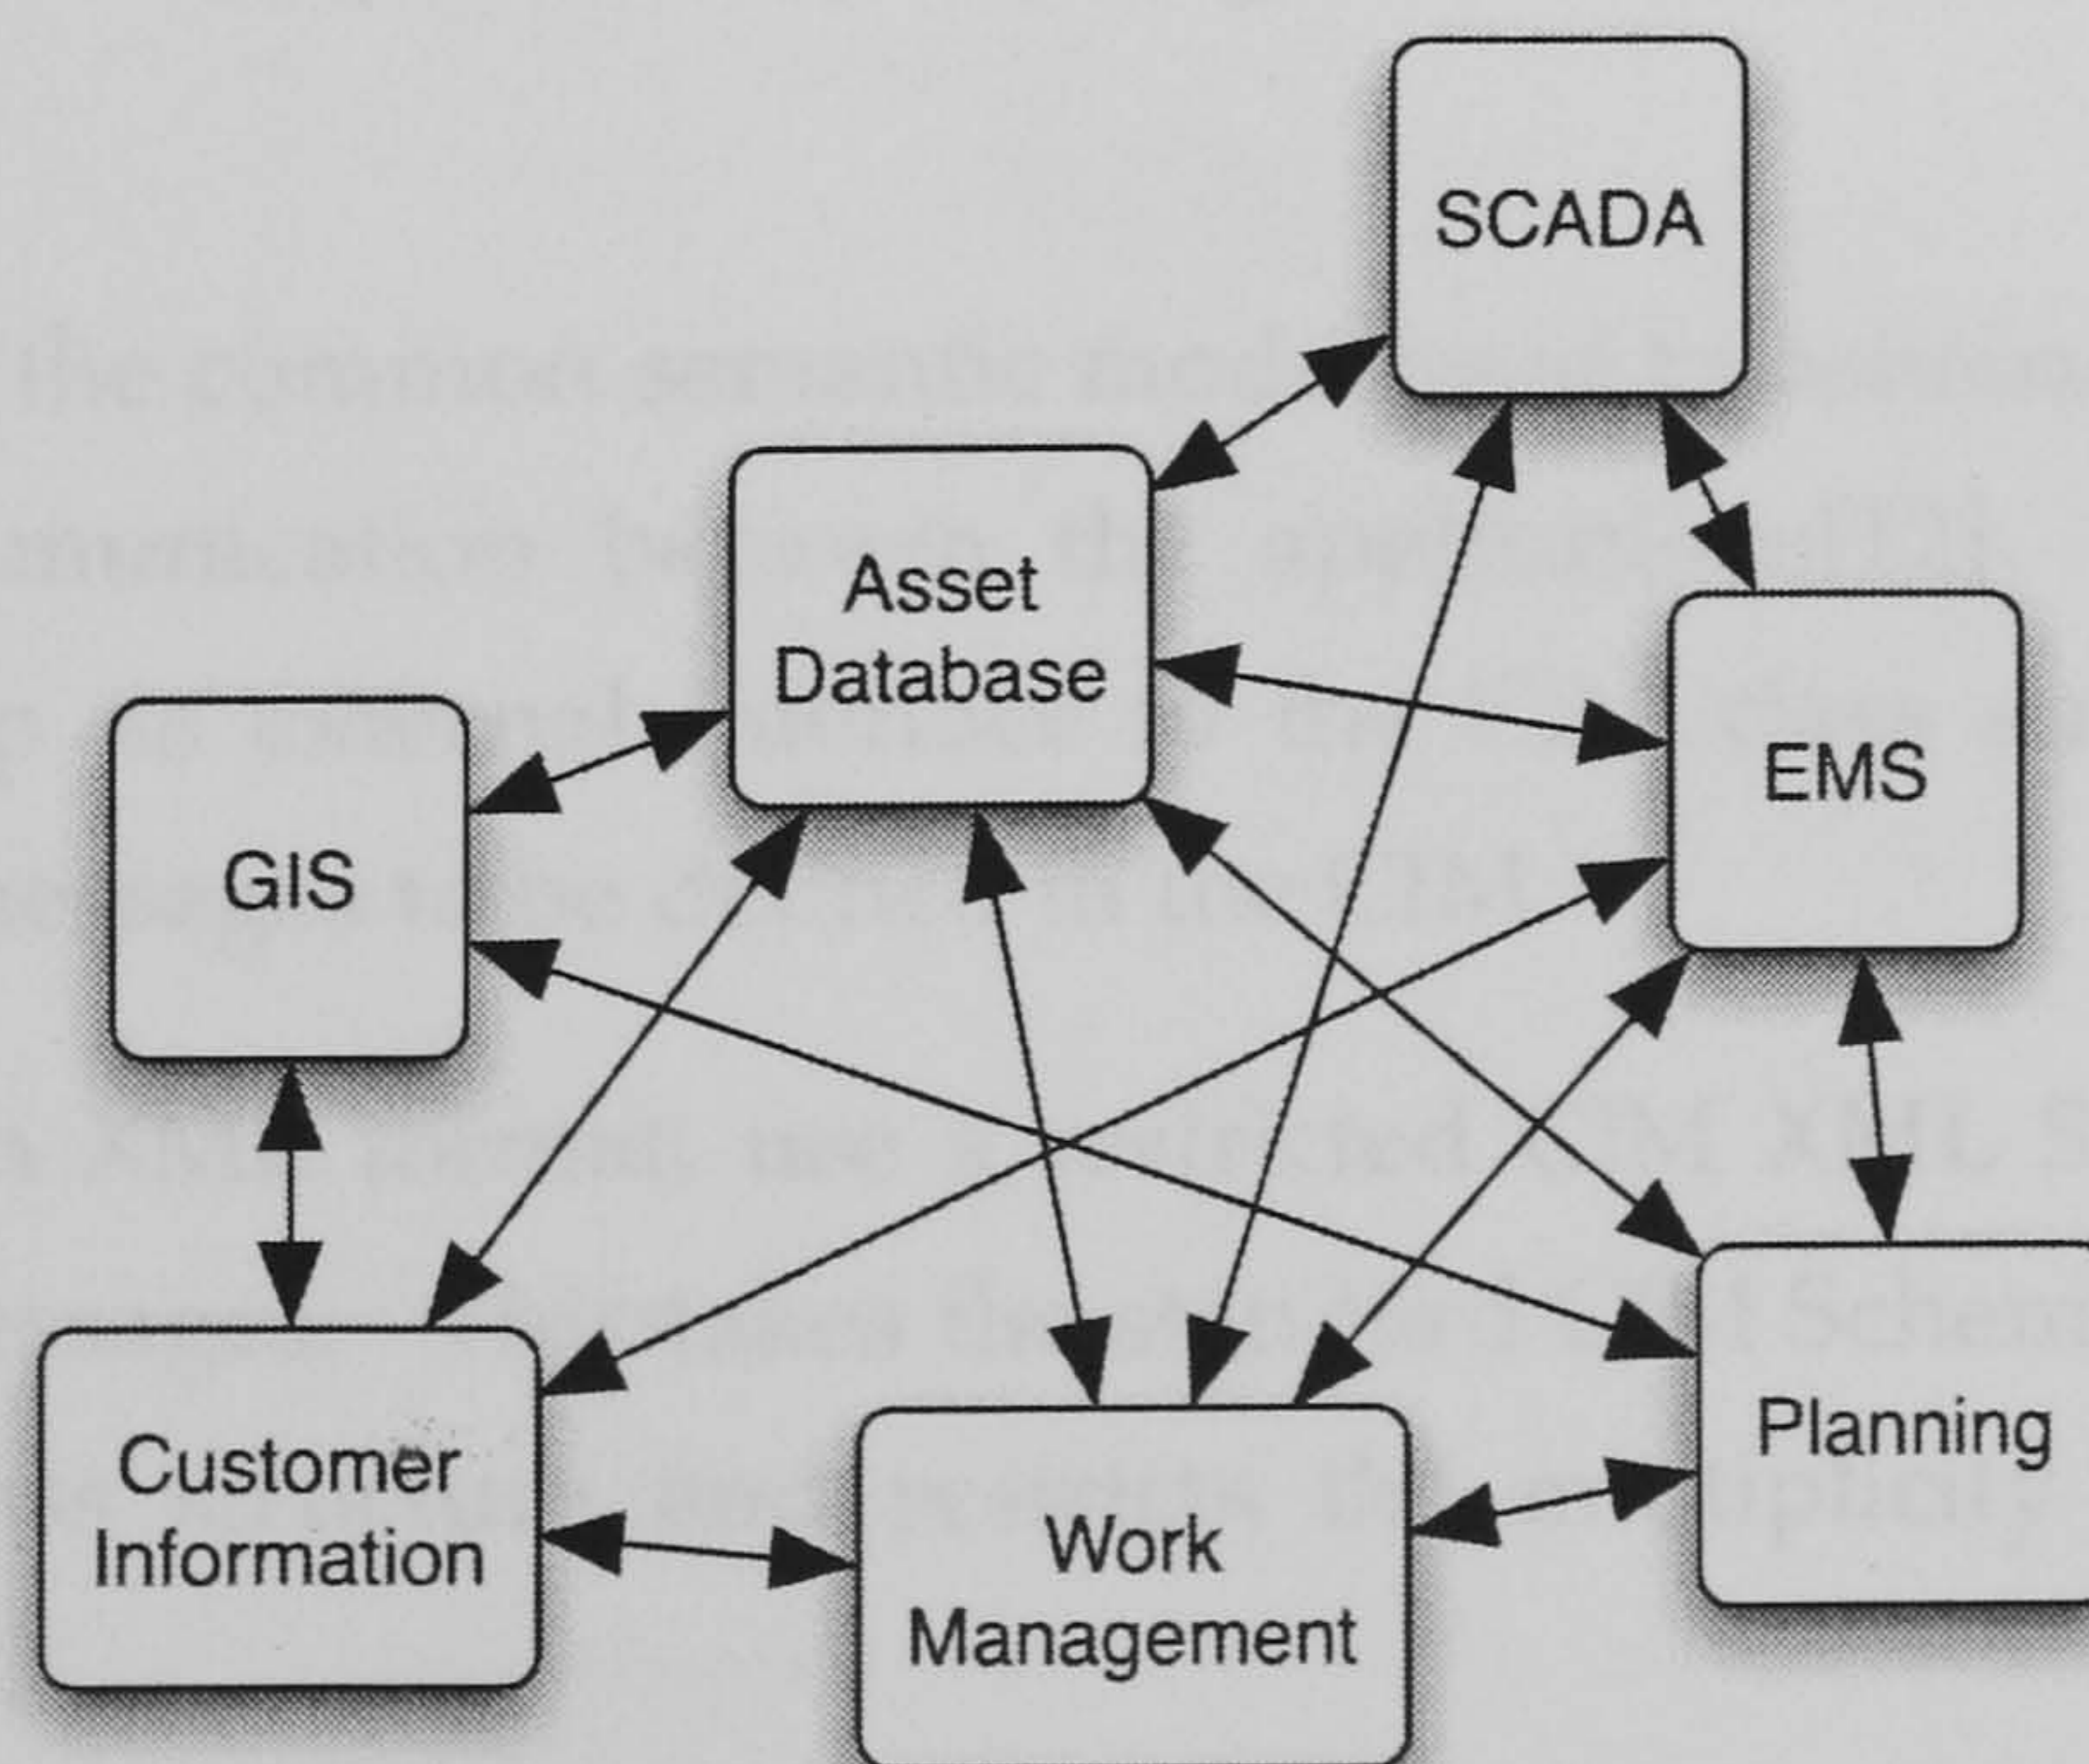 SCADA
Asset
Database
EMS
GIS
Customer
Information
Work
Management
Planning